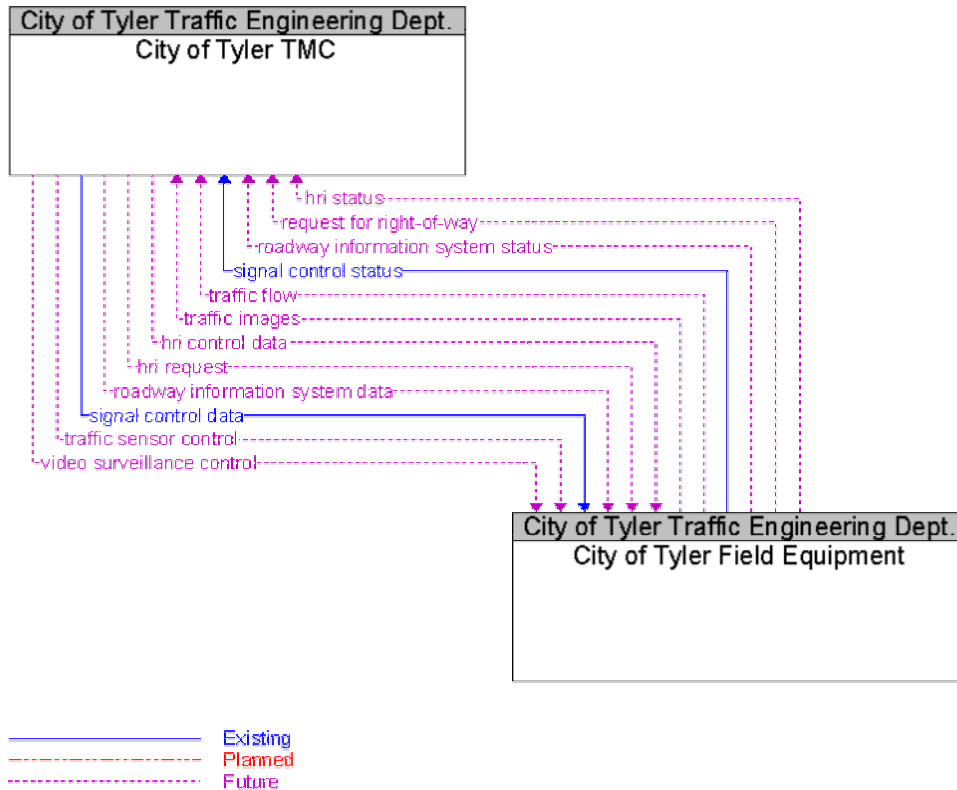 City of Tyler Traffic Engineering Dept.
City of Tyler TMC
hri status
request for right-of-way
roadway information system status
signal control status
traffic flow
traffic images
hri control data
hri request
roadway information system data
signal control data
traffic sensor control
video surveillance control
City of Tyler Traffic Engineering Dept.
City of Tyler Field Equipment
Existing
Planned
Future